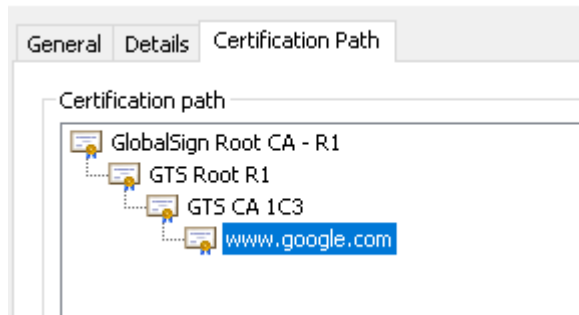 General Details Certification Path
Certification path
GlobalSign Root CA - R1
GTS Root R1
GTS CA 1C3
www.google.com